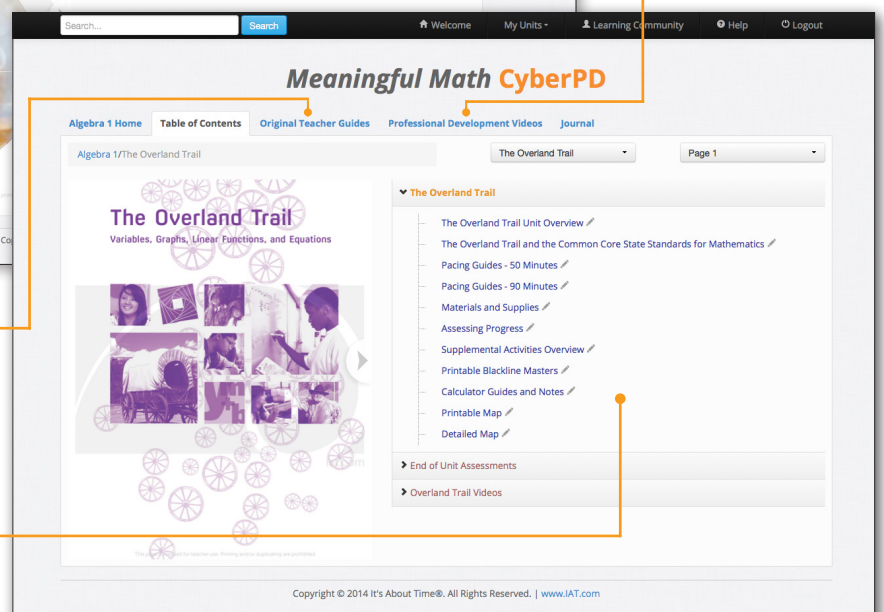 Search... Search Welcome My Units Learning Community Help Logout
Meaningful Math CyberPD
Algebra 1 Home Table of Contents Original Teacher Guides Professional Development Videos Journal
Algebra 1/The Overland Trail The Overland Trail Page 1
The Overland Trail
Variables, Graphs, Linear Functions, and Equations
The Overland Trail
The Overland Trail Unit Overview
The Overland Trail and the Common Core State Standards for Mathematics
Pacing Guides - 50 Minutes
Pacing Guides - 90 Minutes
Materials and Supplies
Assessing Progress
Supplemental Activities Overview
Printable Blackline Masters
Calculator Guides and Notes
Printable Map
Detailed Map
End of Unit Assessments
Overland Trail Videos
Copyright © 2014 It's About Time®. All Rights Reserved. | www.IAT.com